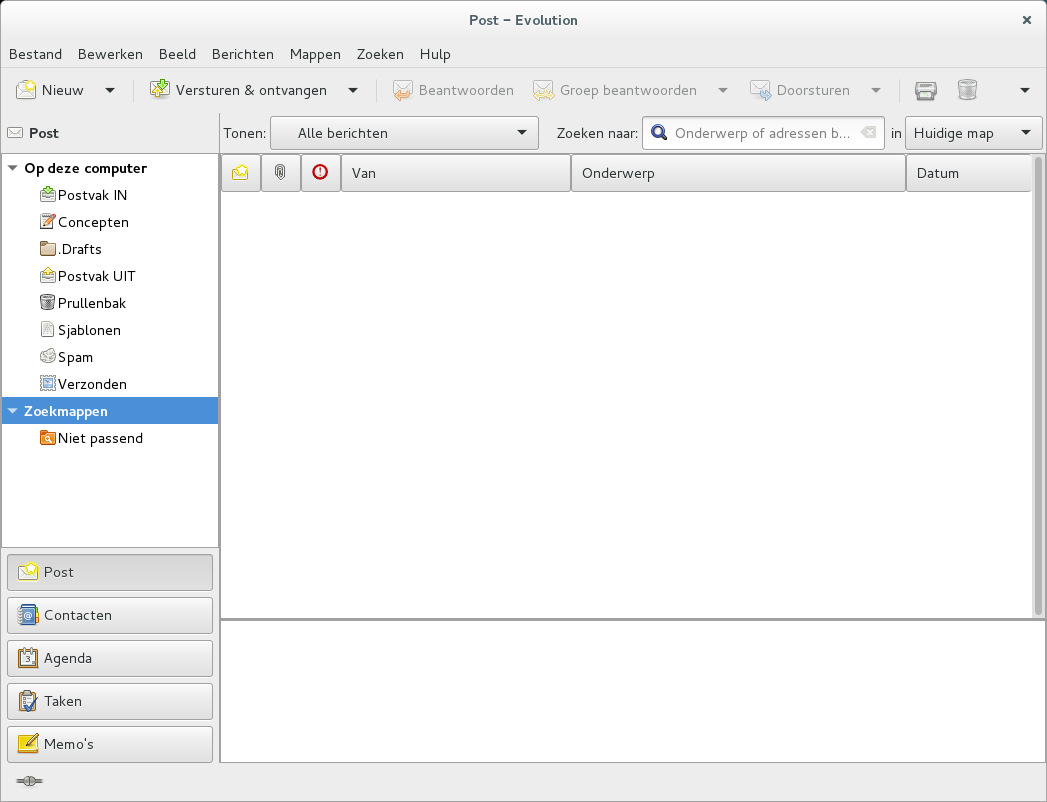 Post – Evolution
Bestand Bewerken Beeld Berichten Mappen Zoeken Hulp
Nieuw Versturen & ontvangen Beantwoorden Groep beantwoorden Doorsturen
Post
Tonen: Alle berichten Zoeken naar: Onderwerp of adressen b... in Huidige map
Van Onderwerp Datum
Op deze computer
Postvak IN
Concepten
.Drafts
Postvak UIT
Prullenbak
Sjablonen
Spam
Verzonden
Zoekmappen
Niet passend
Post
Contacten
Agenda
Taken
Memo's